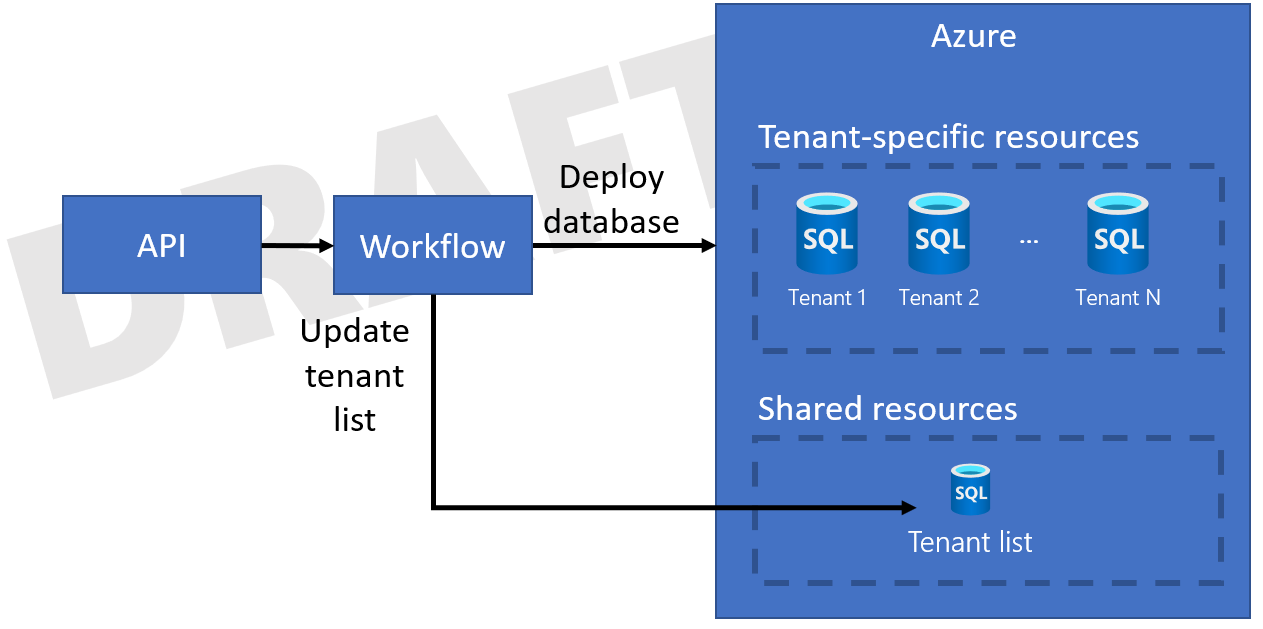 Azure
Tenant-specific resources
Deploy
database
API
Workflow
SQL
SQL
...
SQL
Tenant 1
Tenant 2
Tenant N
Update
tenant
list
Shared resources
SQL
Tenant list
DRAFT